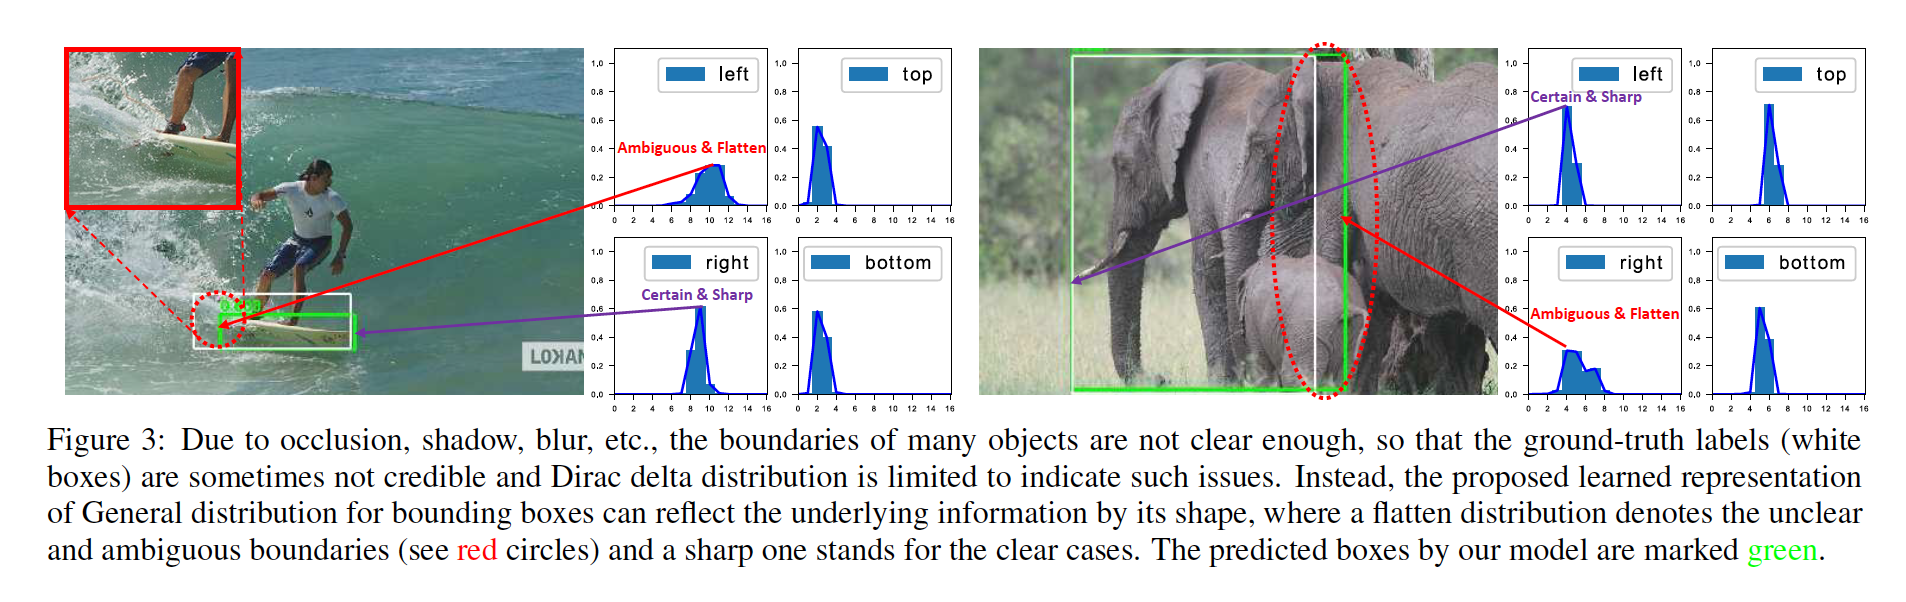 left
1.0
0.8
0.6
0.4
0.2
0.0
Ambiguous & Flatten
0 2 4 6 8 10 12 14 16
top
1.0
0.8
0.6
0.4
0.2
0.0
0 2 4 6 8 10 12 14 16
right
1.0
0.8
0.6
0.4
0.2
0.0
Certain & Sharp
0 2 4 6 8 10 12 14 16
bottom
1.0
0.8
0.6
0.4
0.2
0.0
0 2 4 6 8 10 12 14 16
left
1.0
0.8
0.6
0.4
0.2
0.0
Certain & Sharp
0 2 4 6 8 10 12 14 16
top
1.0
0.8
0.6
0.4
0.2
0.0
0 2 4 6 8 10 12 14 16
right
1.0
0.8
0.6
0.4
0.2
0.0
Ambiguous & Flatten
0 2 4 6 8 10 12 14 16
bottom
1.0
0.8
0.6
0.4
0.2
0.0
0 2 4 6 8 10 12 14 16
Figure 3: Due to occlusion, shadow, blur, etc., the boundaries of many objects are not clear enough, so that the ground-truth labels (white
boxes) are sometimes not credible and Dirac delta distribution is limited to indicate such issues. Instead, the proposed learned representation
of General distribution for bounding boxes can reflect the underlying information by its shape, where a flatten distribution denotes the unclear
and ambiguous boundaries (see red circles) and a sharp one stands for the clear cases. The predicted boxes by our model are marked green.